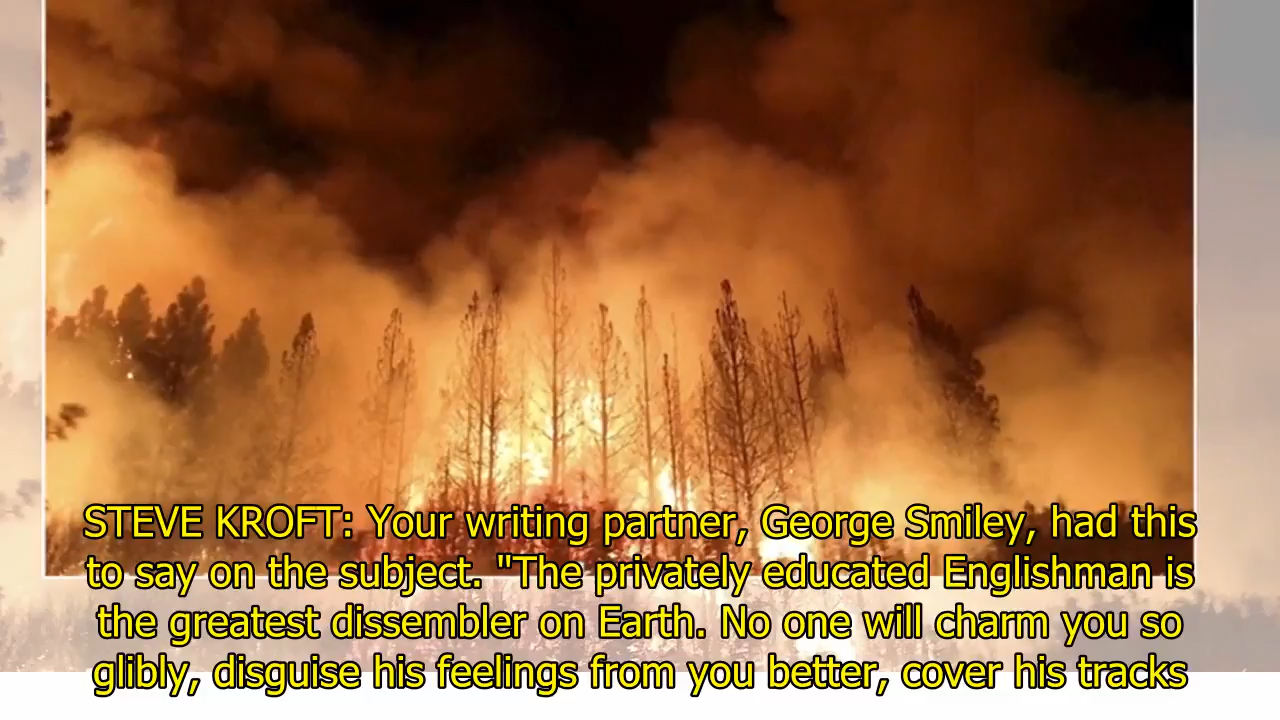 STEVE KROFT: Your writing partner, George Smiley, had this
to say on the subject. "The privately educated Englishman is
the greatest dissembler on Earth. No one will charm you so
glibly, disguise his feelings from you better, cover his tracks